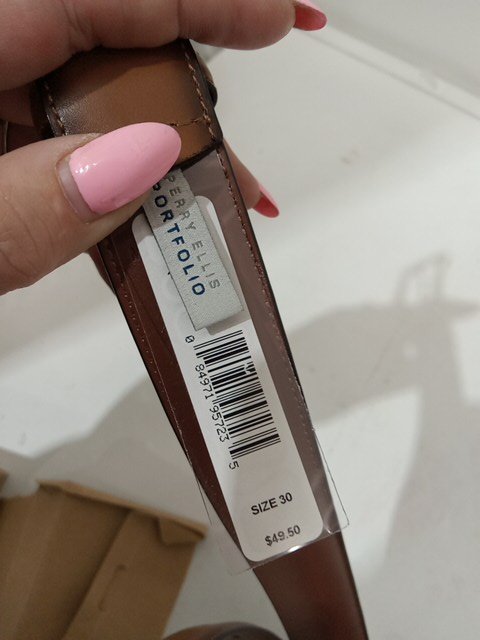 PERRY ELLIS
PORTFOLIO
0 84971 95723 5
SIZE 30
$49.50